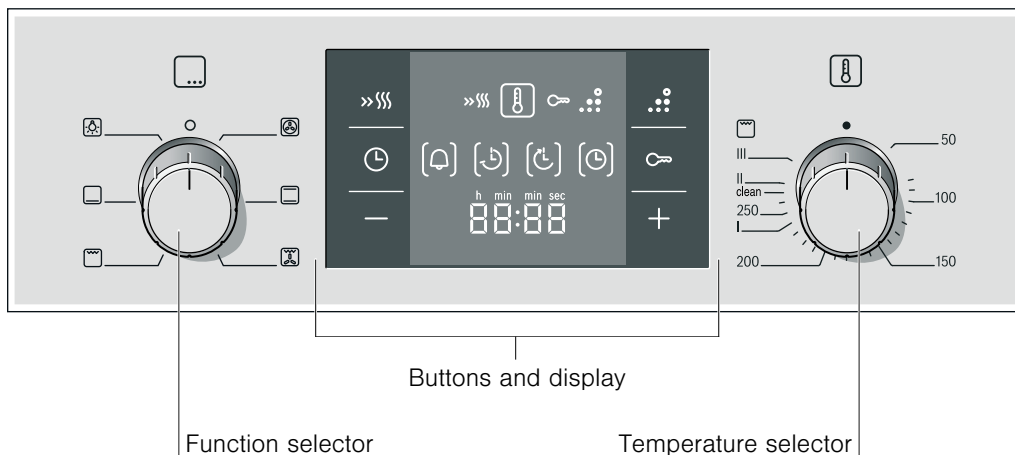 h min min sec
88:88
III
II
clean
250
I
200
50
100
150
Buttons and display
Function selector
Temperature selector